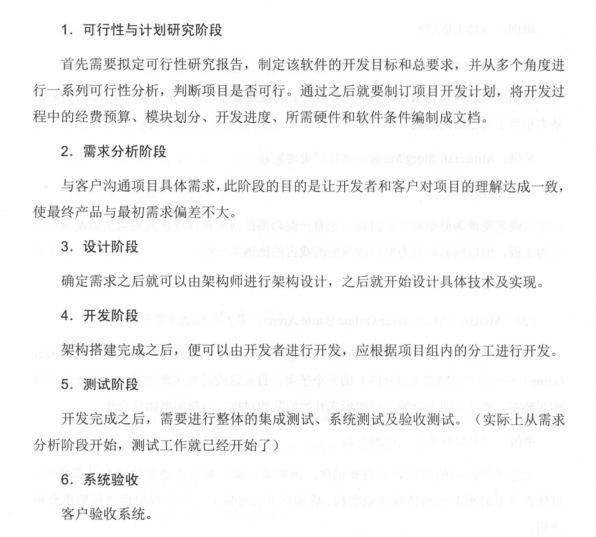 1. 可行性与计划研究阶段
首先需要拟定可行性研究报告，制定该软件的开发目标和总要求，并从多个角度进
行一系列可行性分析，判断项目是否可行。通过之后就要制订项目开发计划，将开发过
程中的经费预算、模块划分、开发进度、所需硬件和软件条件编制成文档。
2. 需求分析阶段
与客户沟通项目具体需求，此阶段的目的是让开发者和客户对项目的理解达成一致，
使最终产品与最初需求偏差不大。
3. 设计阶段
确定需求之后就可以由架构师进行架构设计，之后就开始设计具体技术及实现。
4. 开发阶段
架构搭建完成之后，便可以由开发者进行开发，应根据项目组内的分工进行开发。
5. 测试阶段
开发完成之后，需要进行整体的集成测试、系统测试及验收测试。（实际上从需求
分析阶段开始，测试工作就已经开始了）
6. 系统验收
客户验收系统。